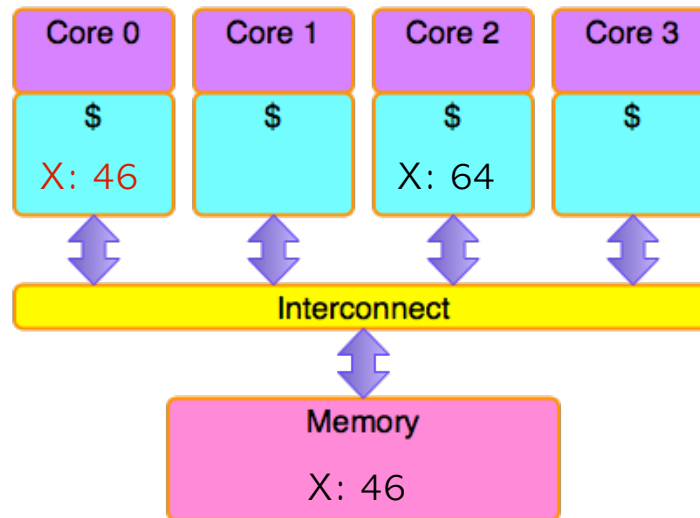 Core 0
Core 1
Core 2
Core 3
$
$
$
$
X: 46
X: 64
Interconnect
Memory
X: 46